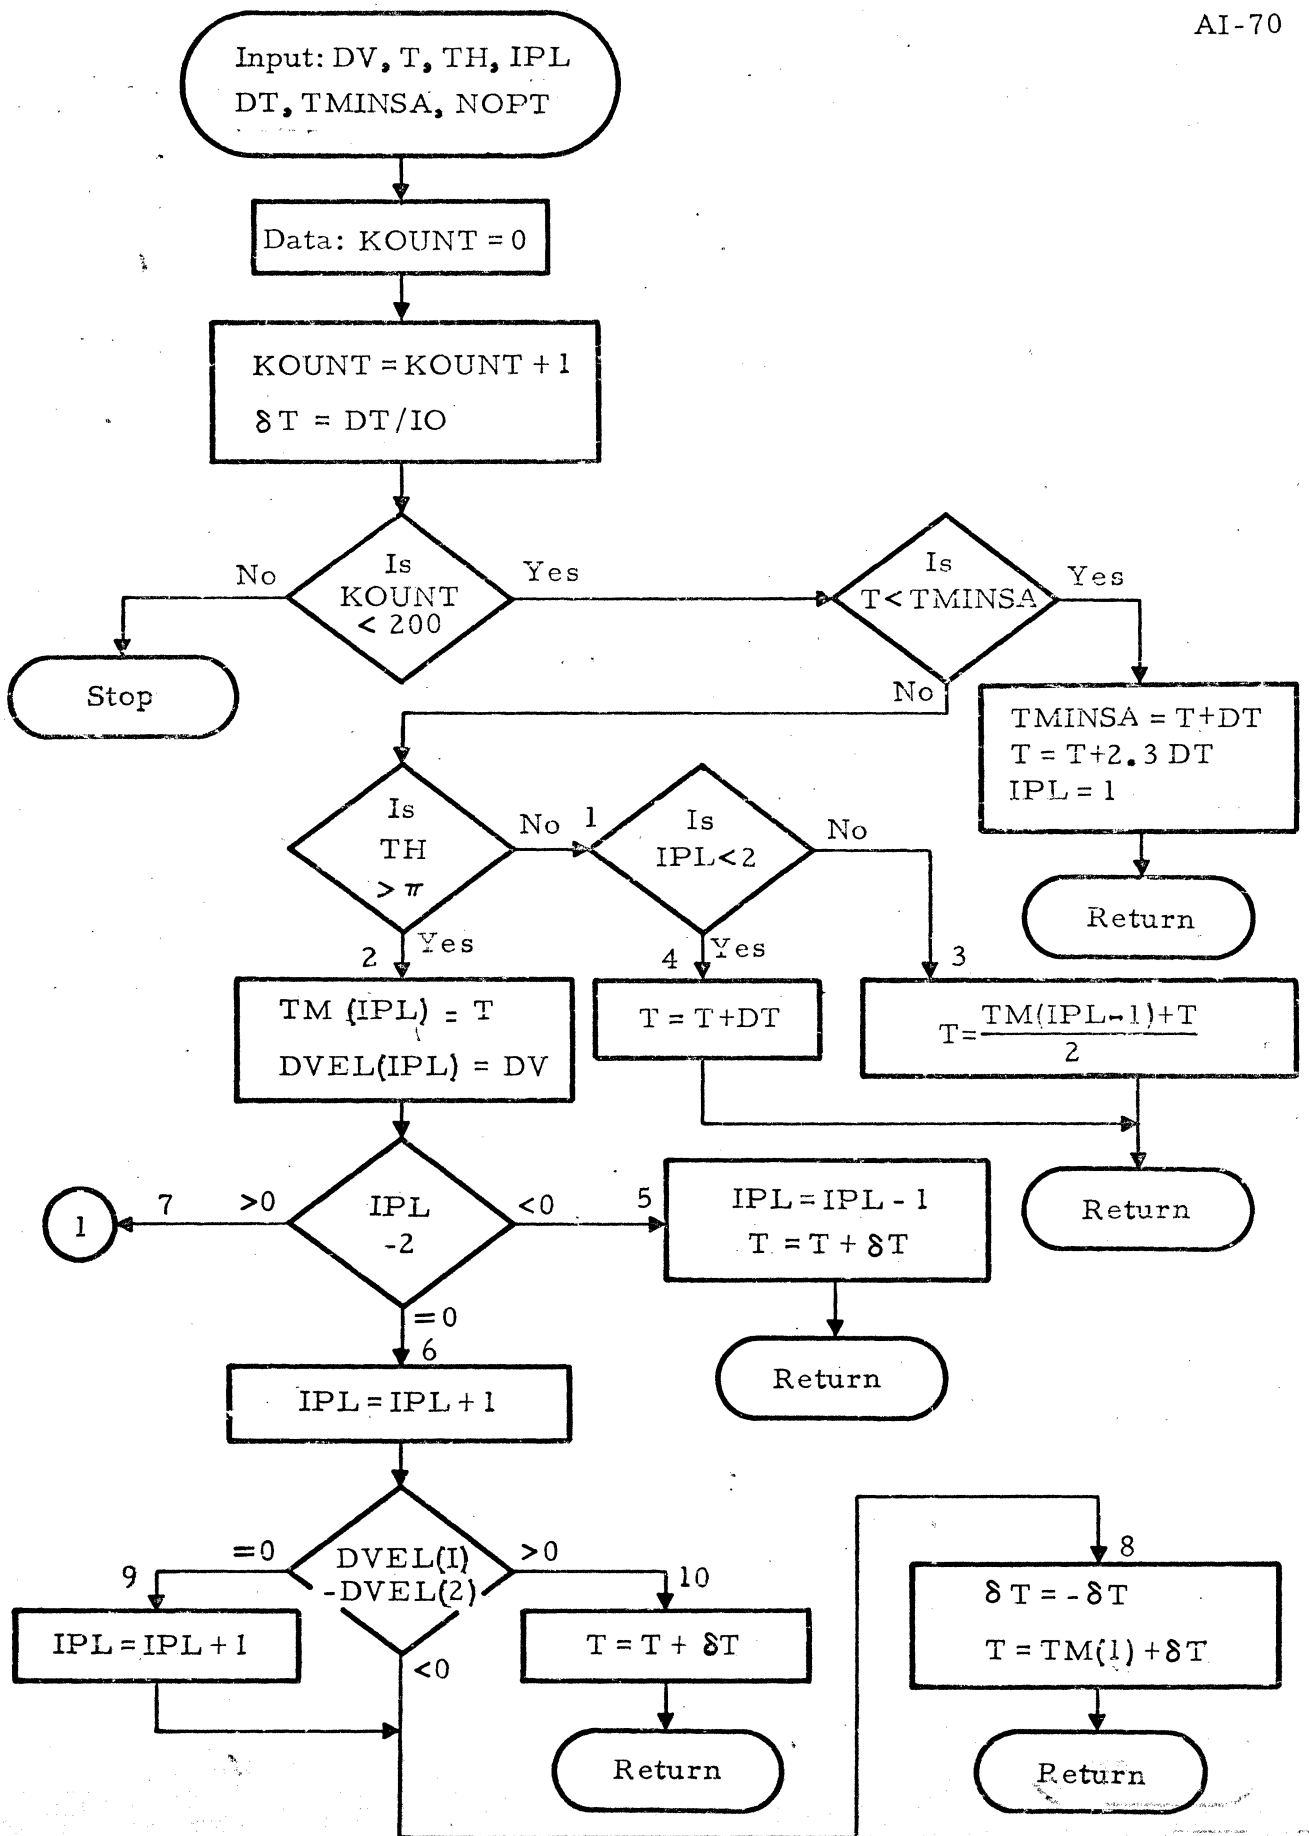 AI-70
Input: DV, T, TH, IPL
DT, TMINSA, NOPT
Data: KOUNT = 0
KOUNT = KOUNT + 1
δT = DT/IO
Is
KOUNT
< 200
No
Yes
Stop
Is
T < TMINSA
Yes
No
TMINSA = T+DT
T = T+2.3 DT
IPL = 1
Return
Is
TH
> π
No
1
Yes
2
Is
IPL<2
No
3
Yes
4
T = T+DT
T = TM(IPL-1)+T
2
Return
TM (IPL) = T
DVEL(IPL) = DV
IPL
-2
>0
7
1
<0
5
IPL = IPL - 1
T = T + δT
Return
=0
6
IPL = IPL + 1
DVEL(I)
-DVEL(2)
=0
9
IPL = IPL + 1
>0
10
T = T + δT
Return
<0
8
δT = -δT
T = TM(1) + δT
Return